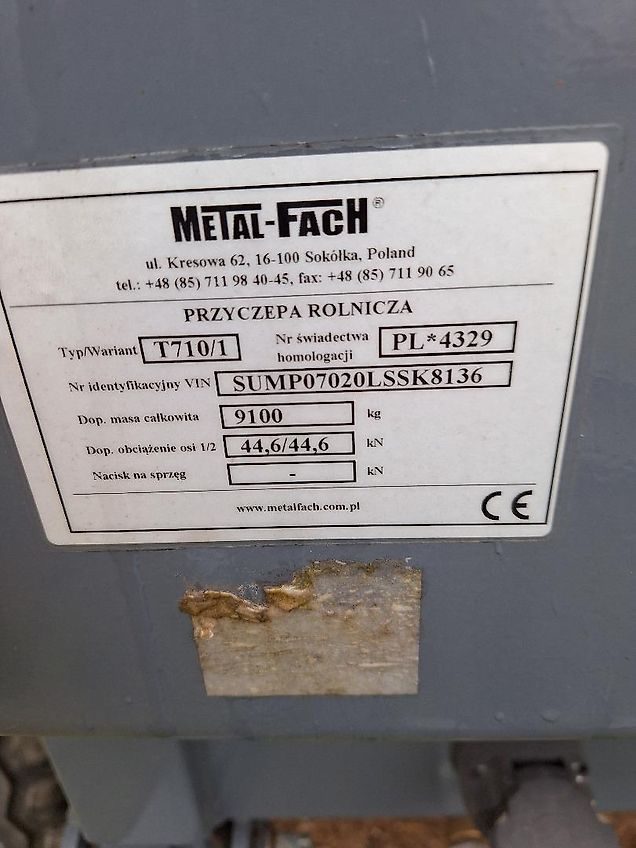 METAL-FACH®
ul. Kresowa 62, 16-100 Sokółka, Poland
tel.: +48 (85) 711 98 40-45, fax: +48 (85) 711 90 65
PRZYCZEPA ROLNICZA
Typ/Wariant T710/1 Nr świadectwa homologacji PL*4329
Nr identyfikacyjny VIN SUMP07020LSSK8136
Dop. masa całkowita 9100 kg
Dop. obciążenie osi 1/2 44,6/44,6 kN
Nacisk na sprzęg - kN
www.metalfach.com.pl CE